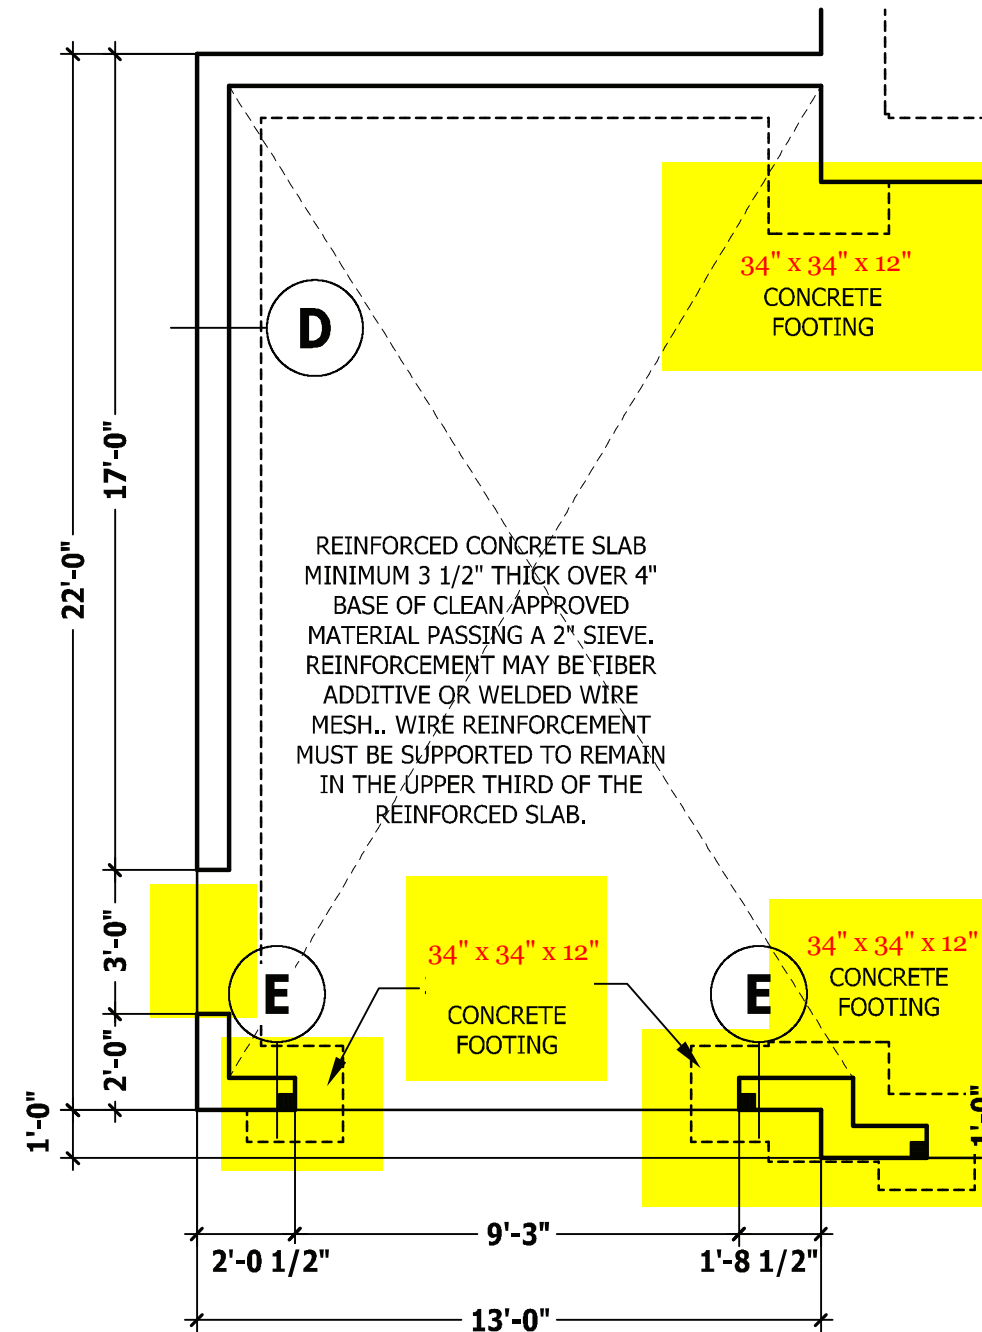 34" x 34" x 12"
CONCRETE
FOOTING
D
17'-0"
22'-0"
REINFORCED CONCRETE SLAB
MINIMUM 3 1/2" THICK OVER 4"
BASE OF CLEAN APPROVED
MATERIAL PASSING A 2" SIEVE.
REINFORCEMENT MAY BE FIBER
ADDITIVE OR WELDED WIRE
MESH.. WIRE REINFORCEMENT
MUST BE SUPPORTED TO REMAIN
IN THE UPPER THIRD OF THE
REINFORCED SLAB.
3'-0"
34" x 34" x 12"
CONCRETE
FOOTING
34" x 34" x 12"
CONCRETE
FOOTING
E
E
2'-0"
1'-0"
1'-0"
9'-3"
2'-0 1/2"
1'-8 1/2"
13'-0"